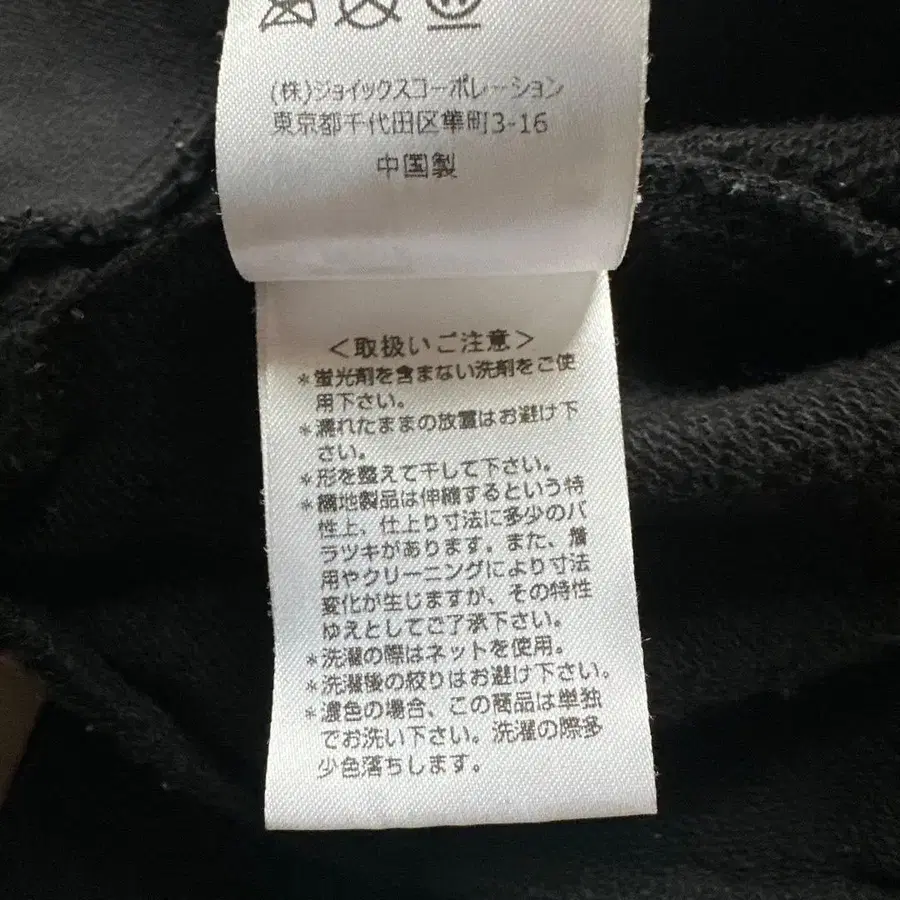 (株)ジョイックスコーポレーション
東京都千代田区隼町3-16
中国製
＜取扱いご注意＞
*蛍光剤を含まない洗剤をご使
用下さい。
*濡れたままの放置はお避け下
さい。
*形を整えて干して下さい。
*編地製品は伸縮するという特
性上、仕上り寸法に多少のバ
ラツキがあります。また、着
用やクリーニングにより寸法
変化が生じますが、その特性
ゆえとしてご了承下さい。
*洗濯の際はネットを使用。
*洗濯後の絞りはお避け下さい。
*濃色の場合、この商品は単独
でお洗い下さい。洗濯の際多
少色落ちします。